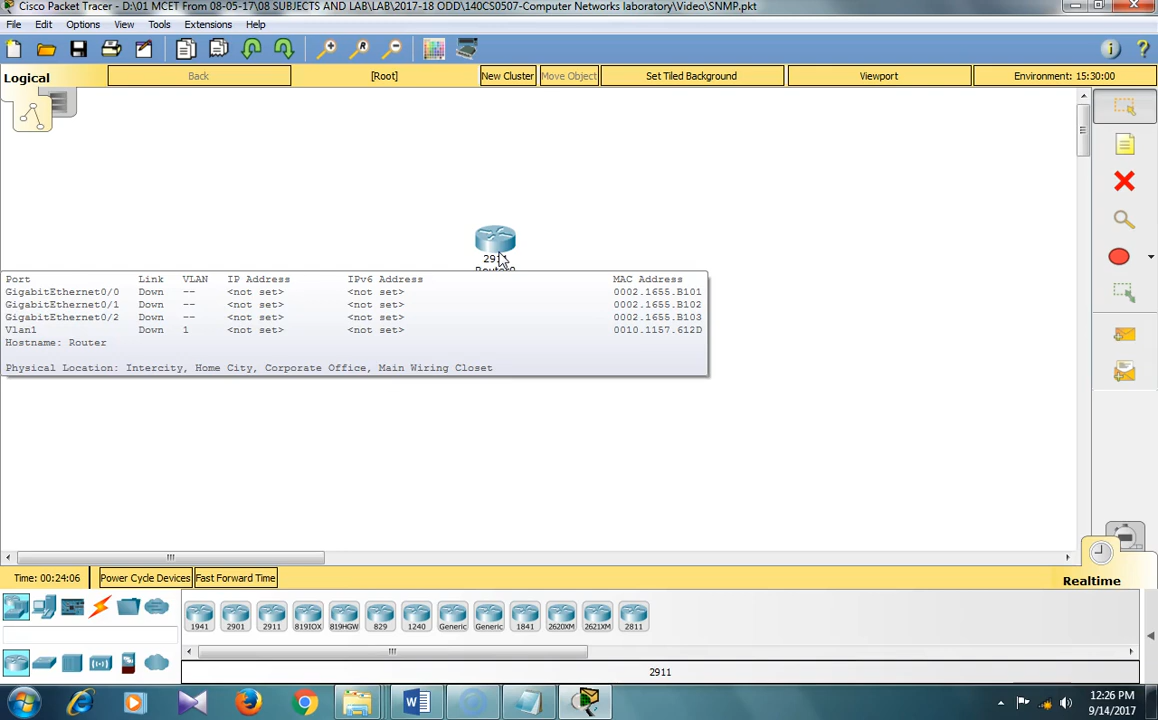 Cisco Packet Tracer - D:\01 MCET From 08-05-17\08 SUBJECTS AND LAB\LAB\2017-18 ODD\140CS0507-Computer Networks laboratory\Video\SNMP.pkt
File Edit Options View Tools Extensions Help
Logical Back [Root] New Cluster Move Object Set Tiled Background Viewport Environment: 15:30:00
Port Link VLAN IP Address IPv6 Address MAC Address
GigabitEthernet0/0 Down -- <not set> <not set> 0002.1655.B101
GigabitEthernet0/1 Down -- <not set> <not set> 0002.1655.B102
GigabitEthernet0/2 Down -- <not set> <not set> 0002.1655.B103
Vlan1 Down 1 <not set> <not set> 0010.1157.612D
Hostname: Router
Physical Location: Intercity, Home City, Corporate Office, Main Wiring Closet
Time: 00:24:06 Power Cycle Devices Fast Forward Time Realtime
1941 2901 2911 819IOX 819HGW 829 1240 Generic Generic 1841 2620XM 2621XM 2811
2911
12:26 PM
9/14/2017